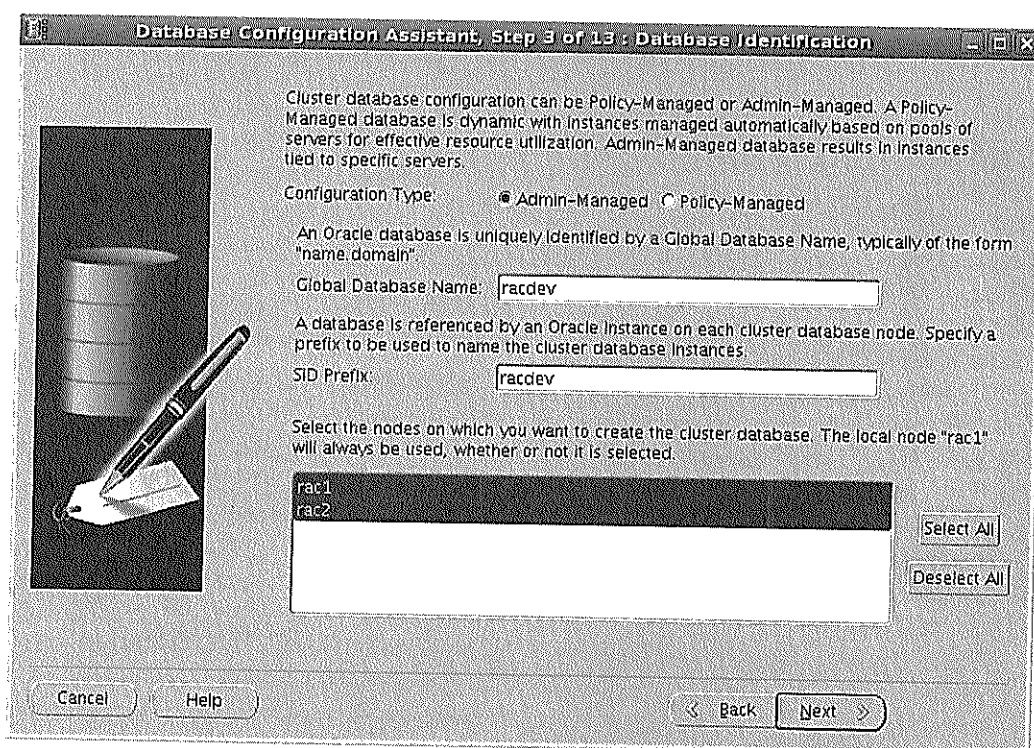 Database Configuration Assistant, Step 3 of 13 : Database Identification
Cluster database configuration can be Policy-Managed or Admin-Managed. A Policy-
Managed database is dynamic with instances managed automatically based on pools of
servers for effective resource utilization. Admin-Managed database results in instances
tied to specific servers.
Configuration Type: Admin-Managed Policy-Managed
An Oracle database is uniquely identified by a Global Database Name, typically of the form
"name.domain".
Global Database Name: racdev
A database is referenced by an Oracle instance on each cluster database node. Specify a
prefix to be used to name the cluster database instances.
SID Prefix: racdev
Select the nodes on which you want to create the cluster database. The local node "rac1"
will always be used, whether or not it is selected.
rac1
rac2
Select All
Deselect All
Cancel Help Back Next